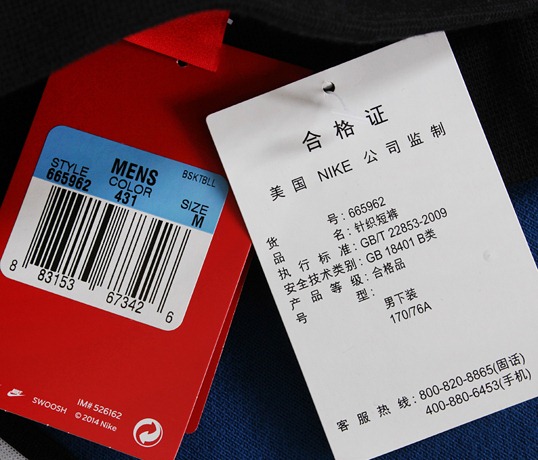 STYLE MENS BSKTBLL
665962 COLOR SIZE
431 M
8 83153 67342 6
IM# 526162
SWOOSH © 2014 Nike
合格证
美国 NIKE 公司监制
货号: 665962
品名: 针织短裤
执行标准: GB/T 22853-2009
安全技术类别: GB 18401 B类
产品等级: 合格品
号型: 男下装
170/76A
客服热线: 800-820-8865(固话)
400-880-6453(手机)